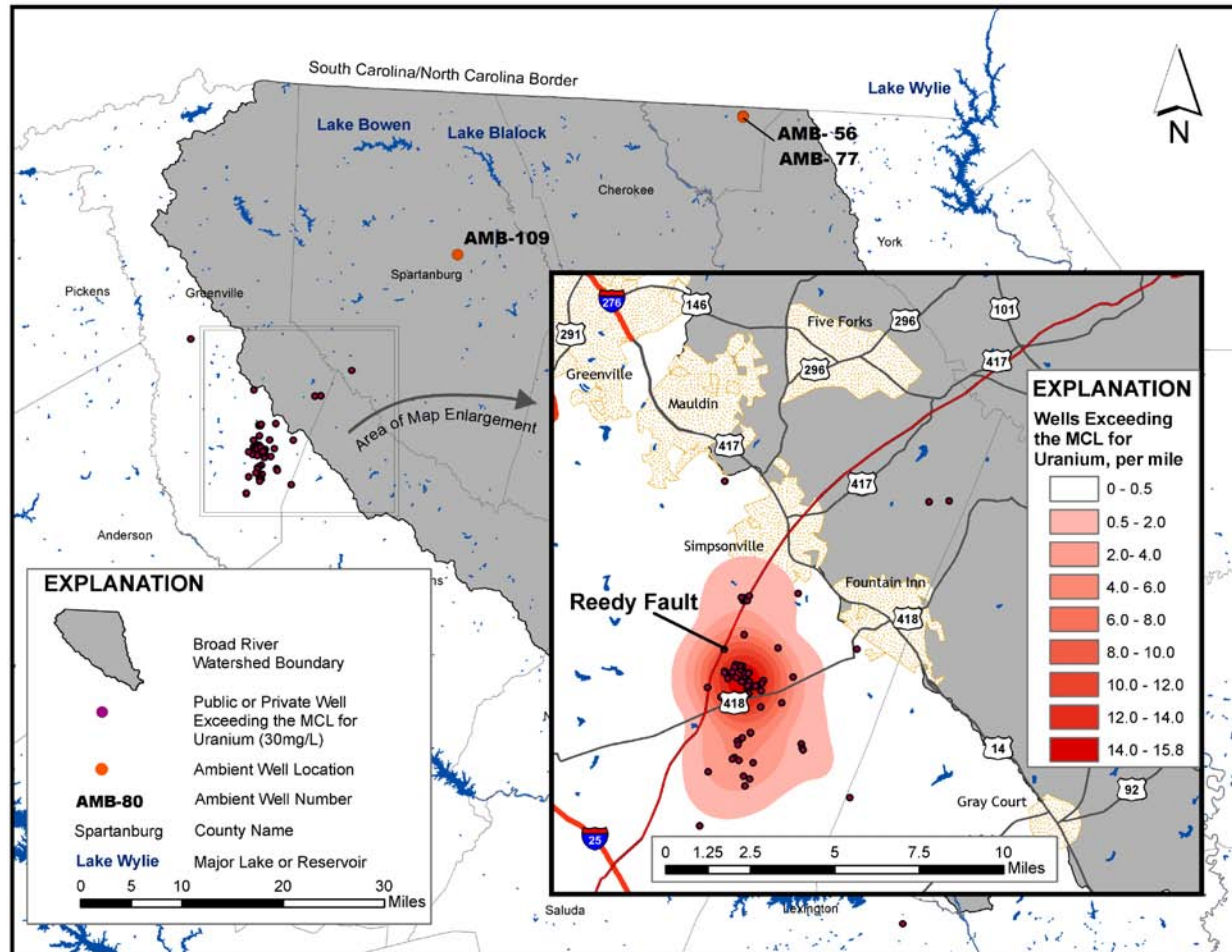 South Carolina/North Carolina Border
Lake Wylie
N
Lake Bowen
Lake Blalock
AMB- 56
AMB- 77
Cherokee
York
AMB-109
Spartanburg
Pickens
Greenville
Area of Map Enlargement
Anderson
EXPLANATION
Broad River
Watershed Boundary
Public or Private Well
Exceeding the MCL for
Uranium (30mg/L)
Ambient Well Location
AMB-80
Ambient Well Number
Spartanburg
County Name
Lake Wylie
Major Lake or Reservoir
0 5 10 20 30
Miles
276
146
291
Five Forks
296
101
417
Greenville
296
Mauldin
417
417
Simpsonville
Fountain Inn
Reedy Fault
418
418
14
92
Gray Court
25
0 1.25 2.5 5 7.5 10
Miles
EXPLANATION
Wells Exceeding
the MCL for
Uranium, per mile
0 - 0.5
0.5 - 2.0
2.0- 4.0
4.0 - 6.0
6.0 - 8.0
8.0 - 10.0
10.0 - 12.0
12.0 - 14.0
14.0 - 15.8
Saluda
Lexington